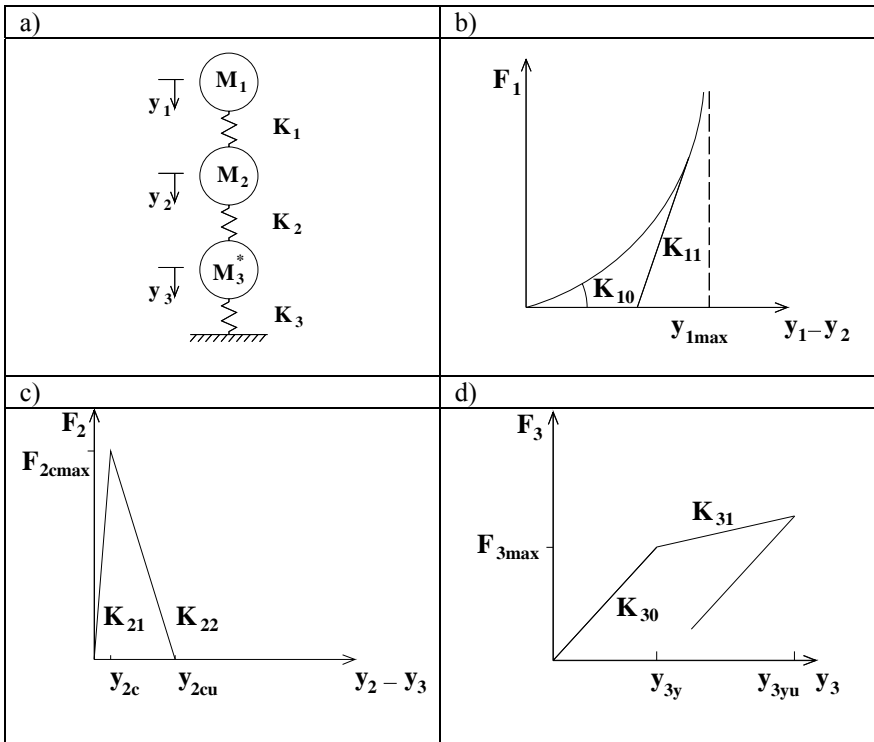 a)
b)
M1
y1
K1
M2
y2
K2
M3*
y3
K3
F1
K11
K10
y1max
y1–y2
c)
d)
F2
F2cmax
K21
K22
y2c
y2cu
y2 – y3
F3
K31
F3max
K30
y3y
y3yu
y3